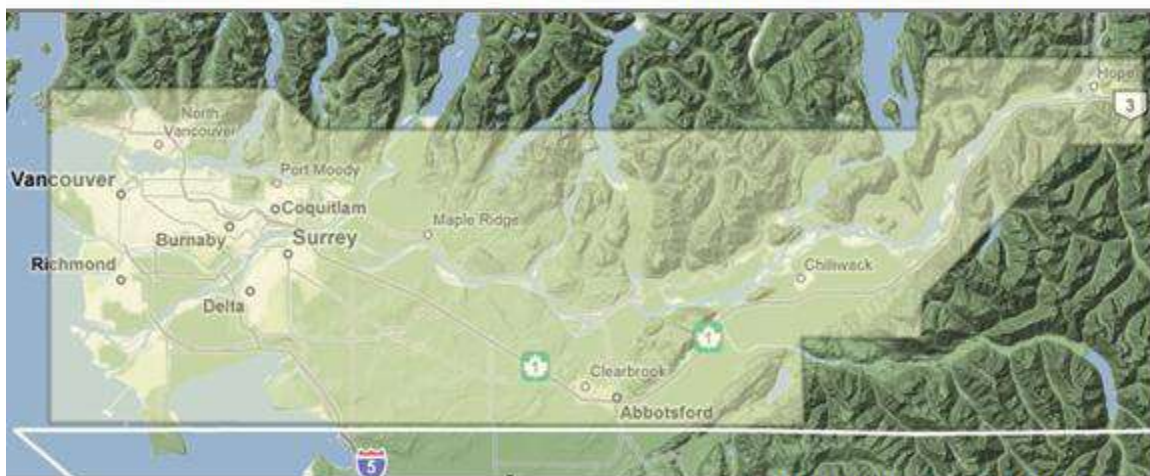 Hope
3
North
Vancouver
Port Moody
Vancouver
Coquitlam
Maple Ridge
Burnaby
Surrey
Richmond
Chilliwack
Delta
1
1
Clearbrook
Abbotsford
5